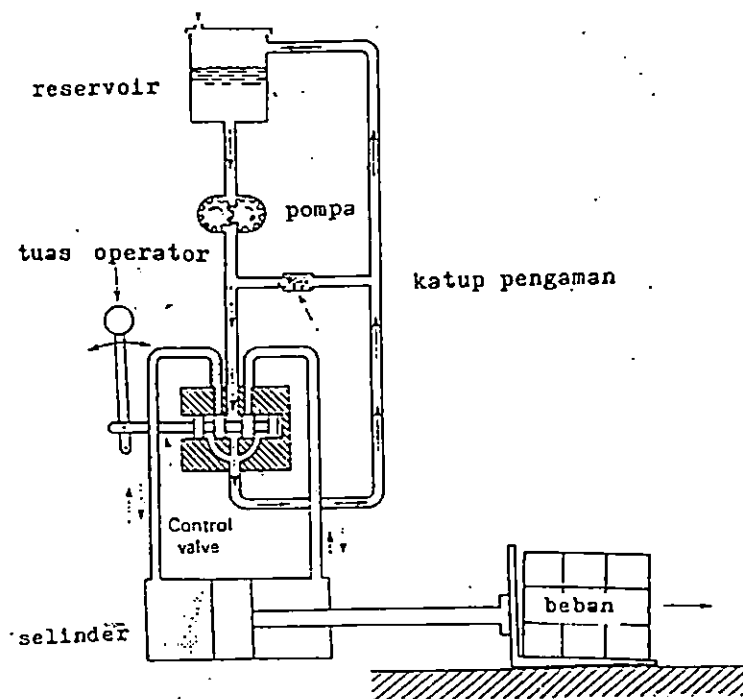 reservoir
pompa
tuas operator
katup pengaman
Control
valve
selinder
beban